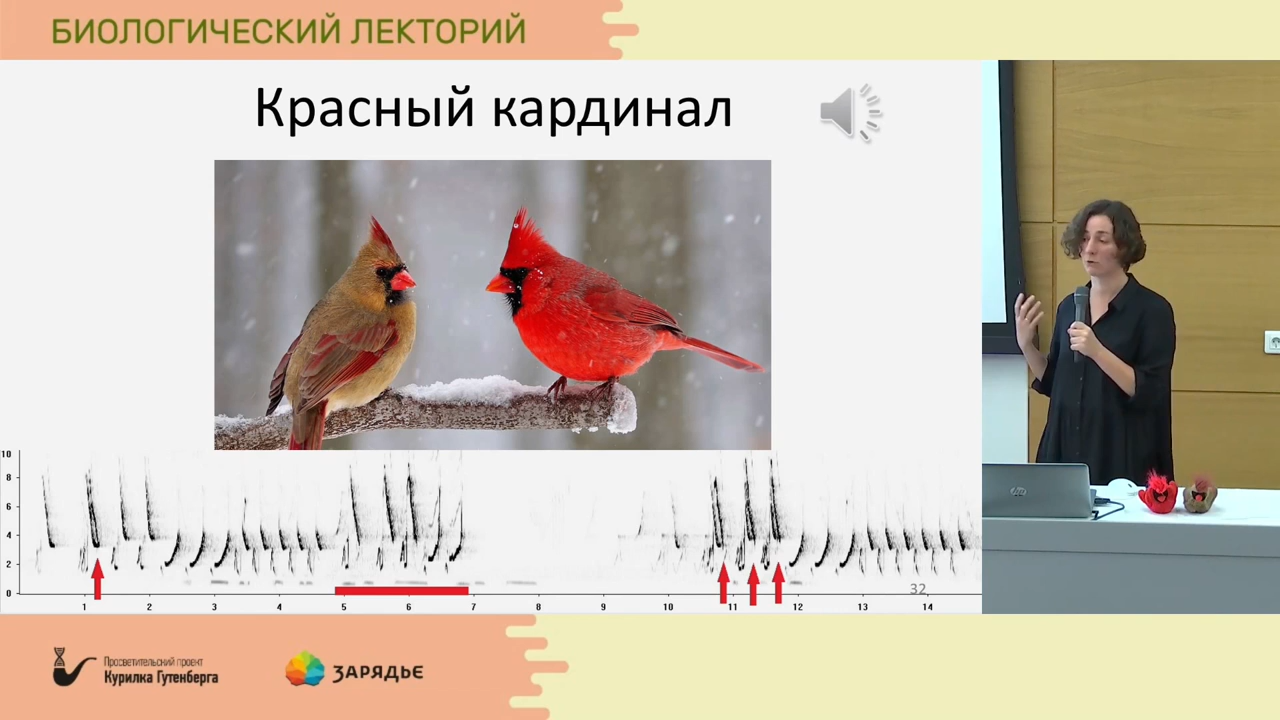 БИОЛОГИЧЕСКИЙ ЛЕКТОРИЙ
Красный кардинал
10
8
6
4
2
0
1 2 3 4 5 6 7 8 9 10 11 12 13 14
32
Просветительский проект
Курилка Гутенберга
ЗАРЯДЬЕ
hp